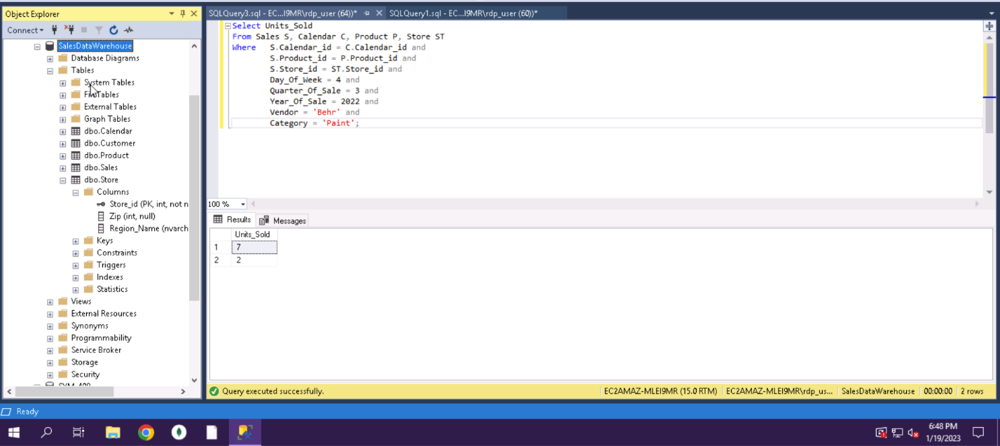 Object Explorer
Connect
SalesDataWarehouse
Database Diagrams
Tables
System Tables
FileTables
External Tables
Graph Tables
dbo.Calendar
dbo.Customer
dbo.Product
dbo.Sales
dbo.Store
Columns
Store_id (PK, int, not n
Zip (int, null)
Region_Name (nvarch
Keys
Constraints
Triggers
Indexes
Statistics
Views
External Resources
Synonyms
Programmability
Service Broker
Storage
Security
SQLQuery3.sql - EC...I9MR\rdp_user (64))* SQLQuery1.sql - EC...I9MR\rdp_user (60))*
Select Units_Sold
From Sales S, Calendar C, Product P, Store ST
Where S.Calendar_id = C.Calendar_id and
S.Product_id = P.Product_id and
S.Store_id = ST.Store_id and
Day_Of_Week = 4 and
Quarter_Of_Sale = 3 and
Year_Of_Sale = 2022 and
Vendor = 'Behr' and
Category = 'Paint';
100 %
Results Messages
Units_Sold
1 7
2 2
Query executed successfully. EC2AMAZ-MLEI9MR (15.0 RTM) EC2AMAZ-MLEI9MR\rdp_us... SalesDataWarehouse 00:00:00 2 rows
Ready
6:48 PM
1/19/2023